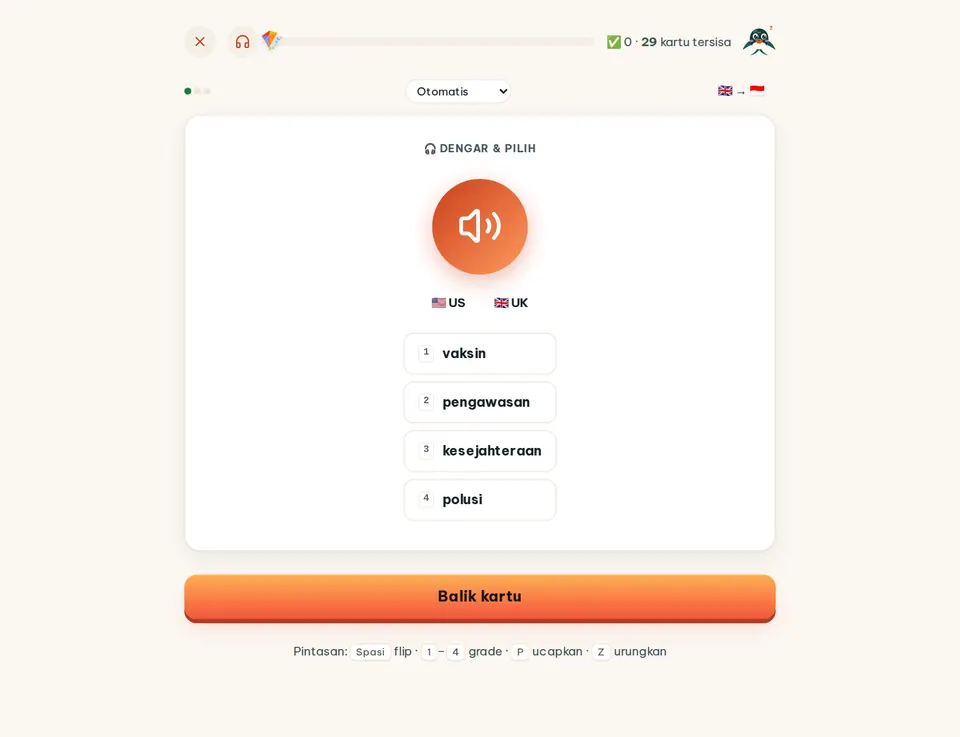 ✅ 0 · 29 kartu tersisa
Otomatis
🇬🇧 → 🇮🇩
🎧 DENGAR & PILIH
🇺🇸 US 🇬🇧 UK
1 vaksin
2 pengawasan
3 kesejahteraan
4 polusi
Balik kartu
Pintasan: Spasi flip · 1 – 4 grade · P ucapkan · Z urungkan